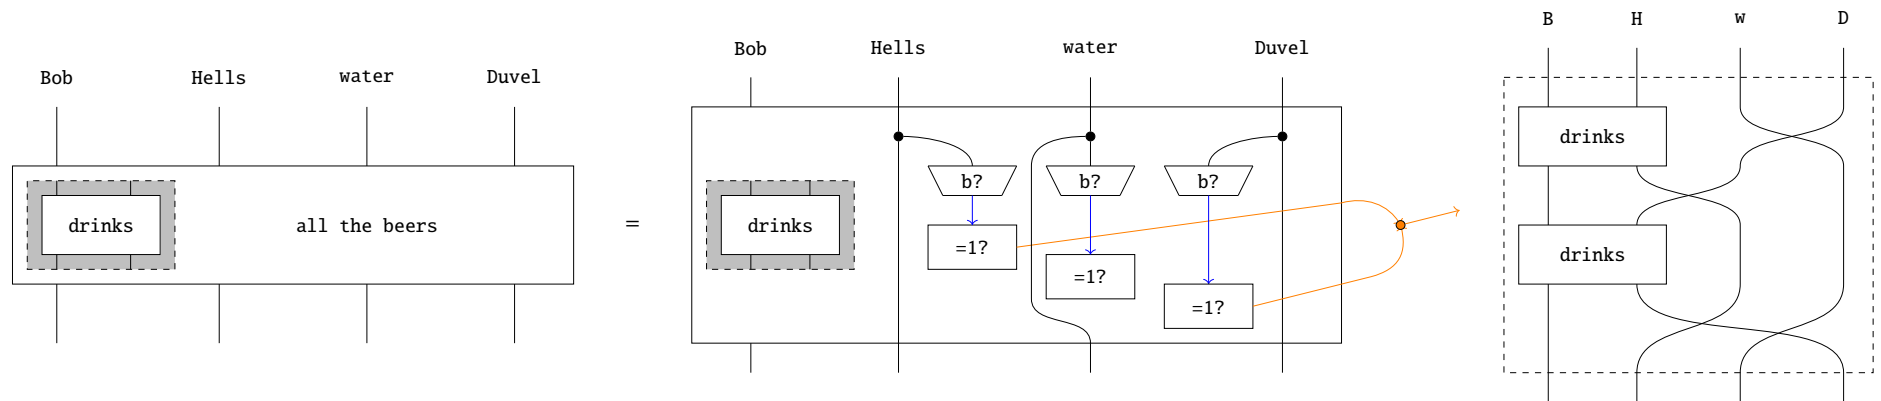 Bob Hells water Duvel
drinks all the beers
=
Bob Hells water Duvel
b? b? b?
drinks
=1?
=1?
=1?
B H w D
drinks
drinks